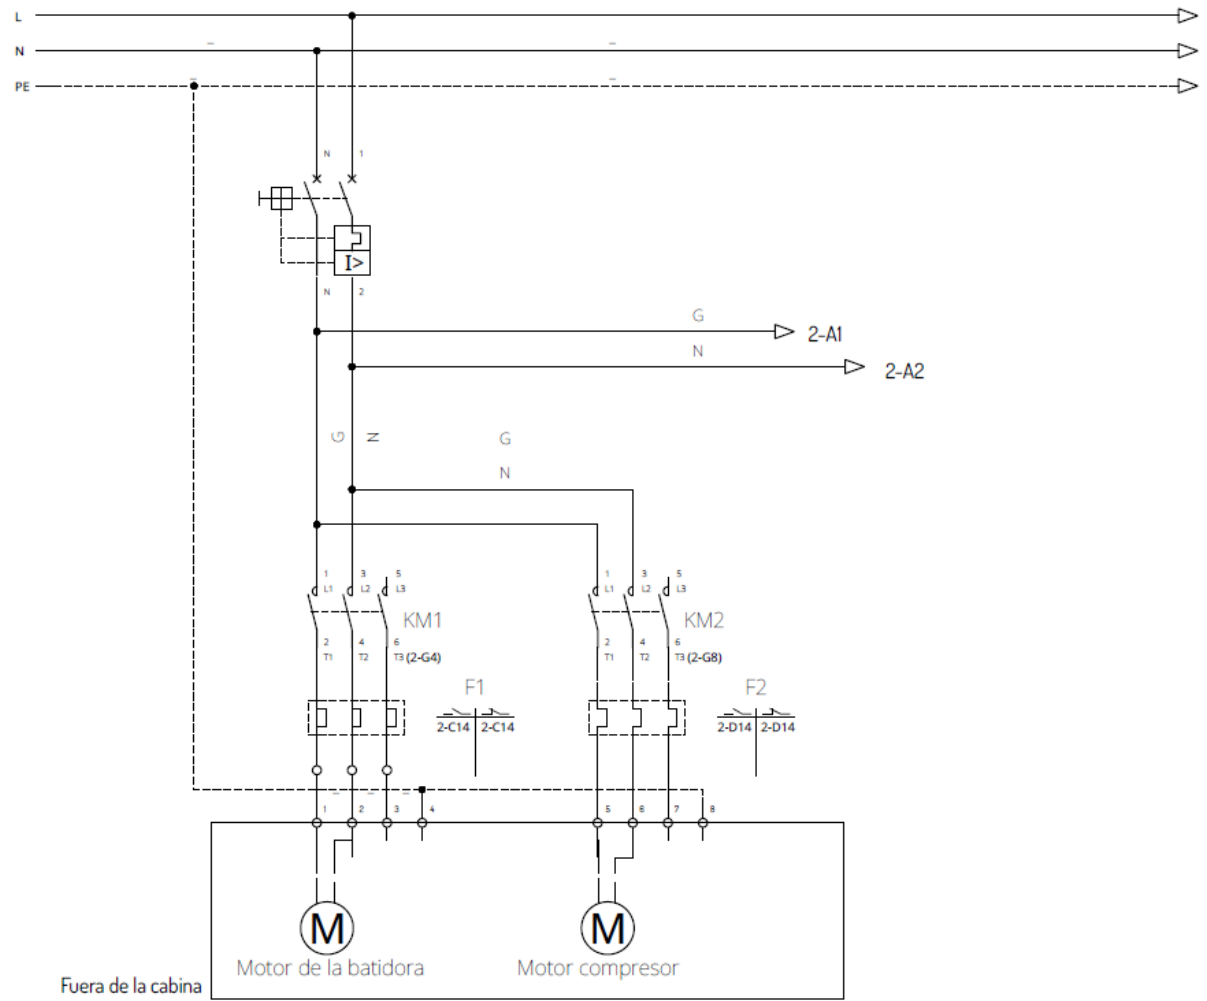 L
N
PE
N 1
I>
N 2
G
2-A1
N
2-A2
G N
G
N
1 3 5 1 3 5
L1 L2 L3 L1 L2 L3
KM1 KM2
2 4 6 2 4 6
T1 T2 T3 (2-G4) T1 T2 T3 (2-G8)
F1 F2
2-C14 2-C14 2-D14 2-D14
1 2 3 4 5 6 7 8
M M
Motor de la batidora Motor compresor
Fuera de la cabina